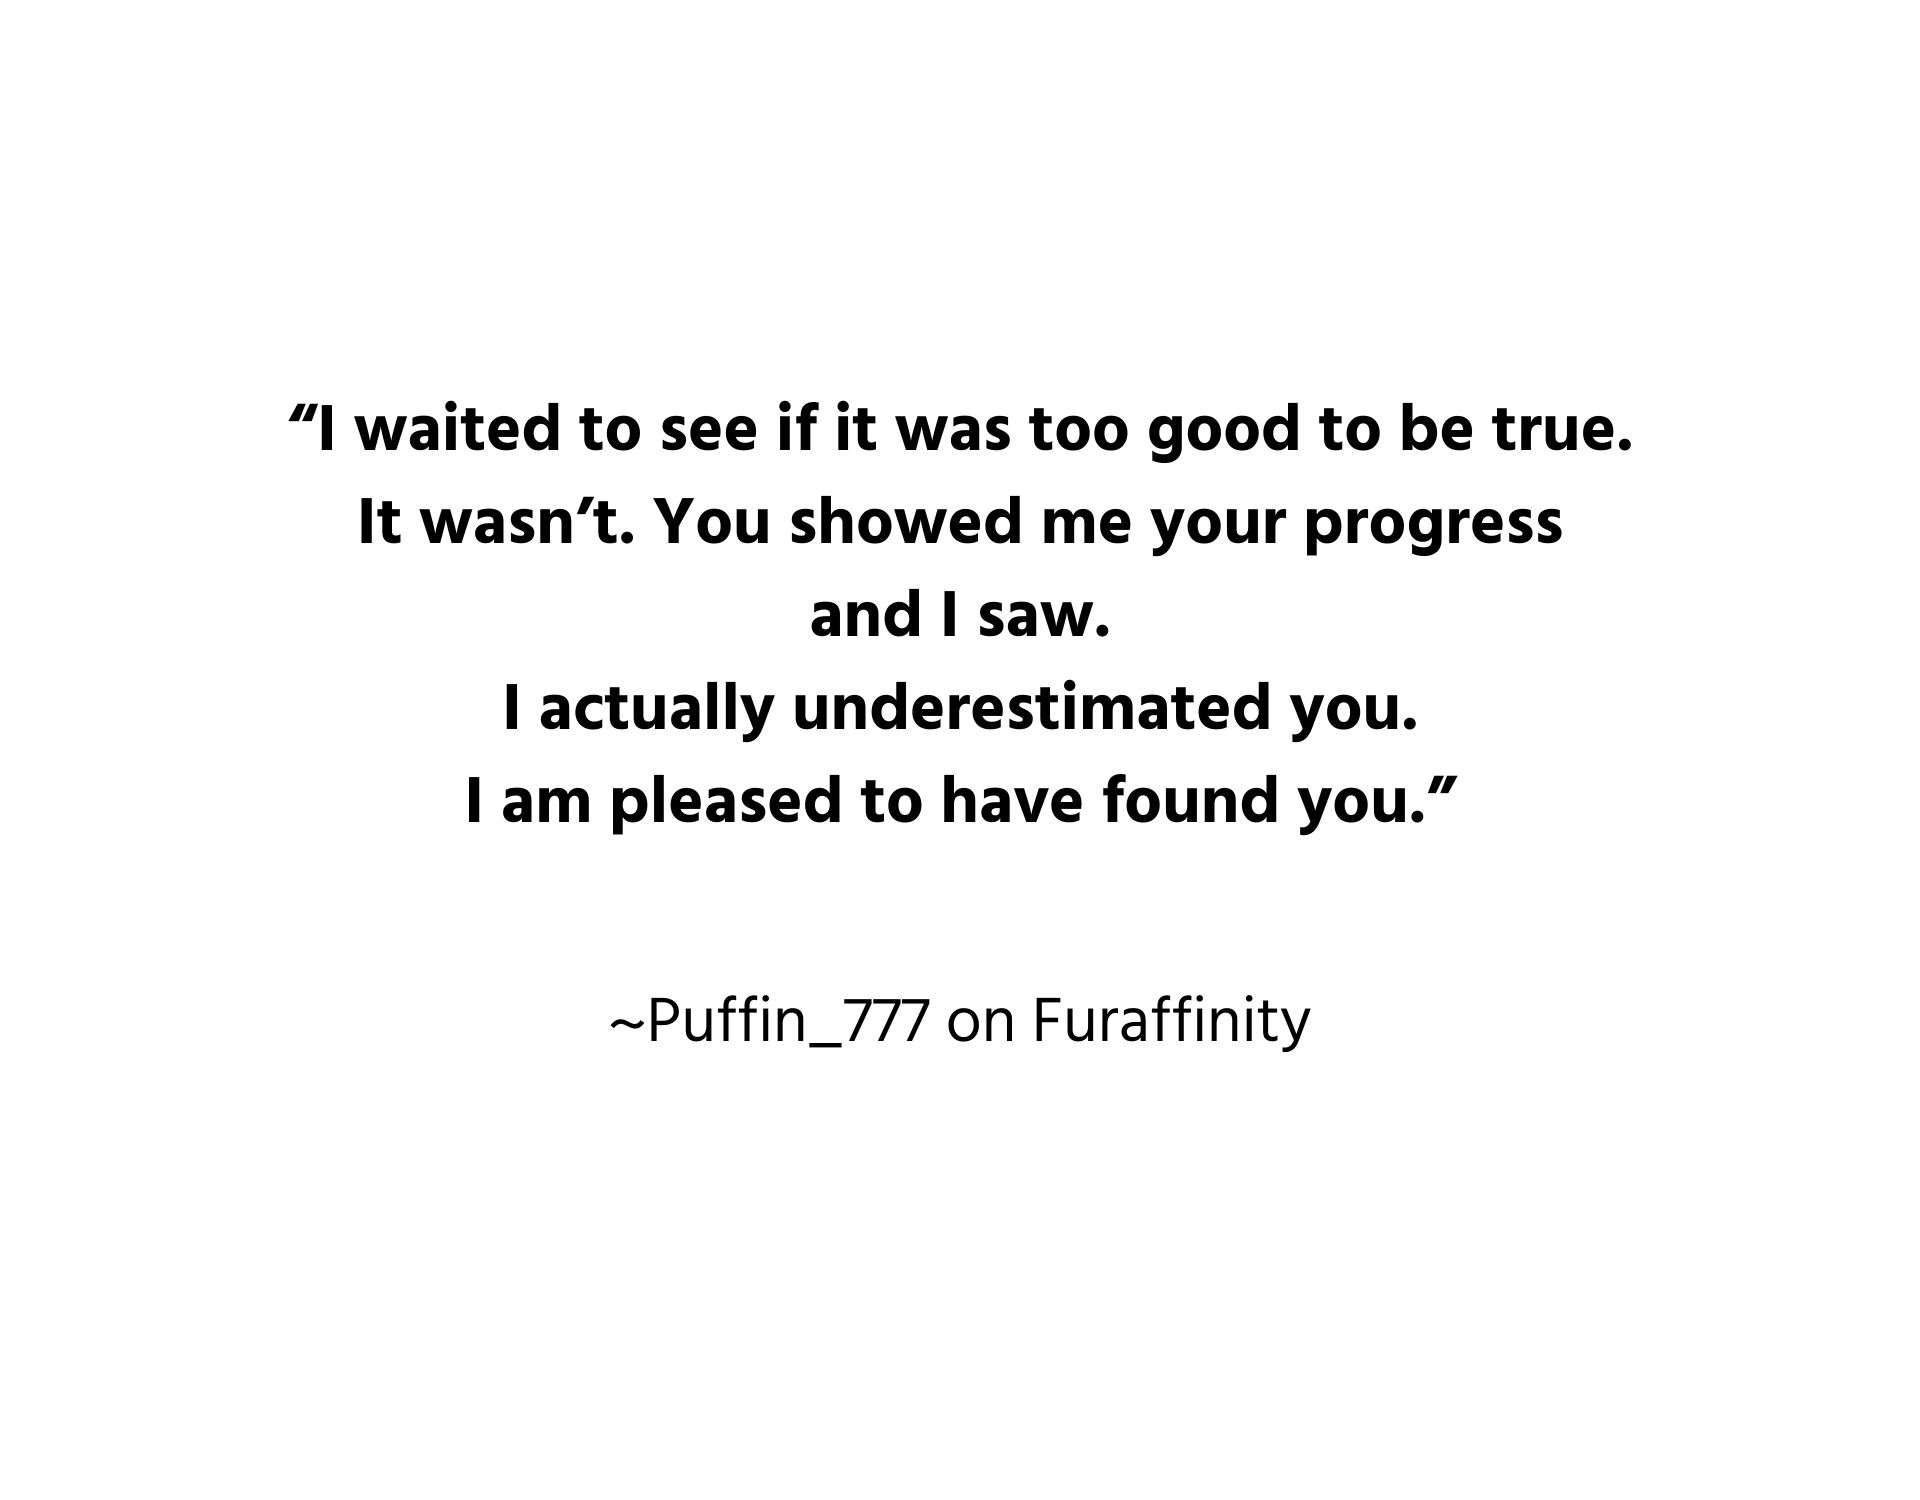 “I waited to see if it was too good to be true.
It wasn’t. You showed me your progress
and I saw.
I actually underestimated you.
I am pleased to have found you.”
~Puffin_777 on Furaffinity